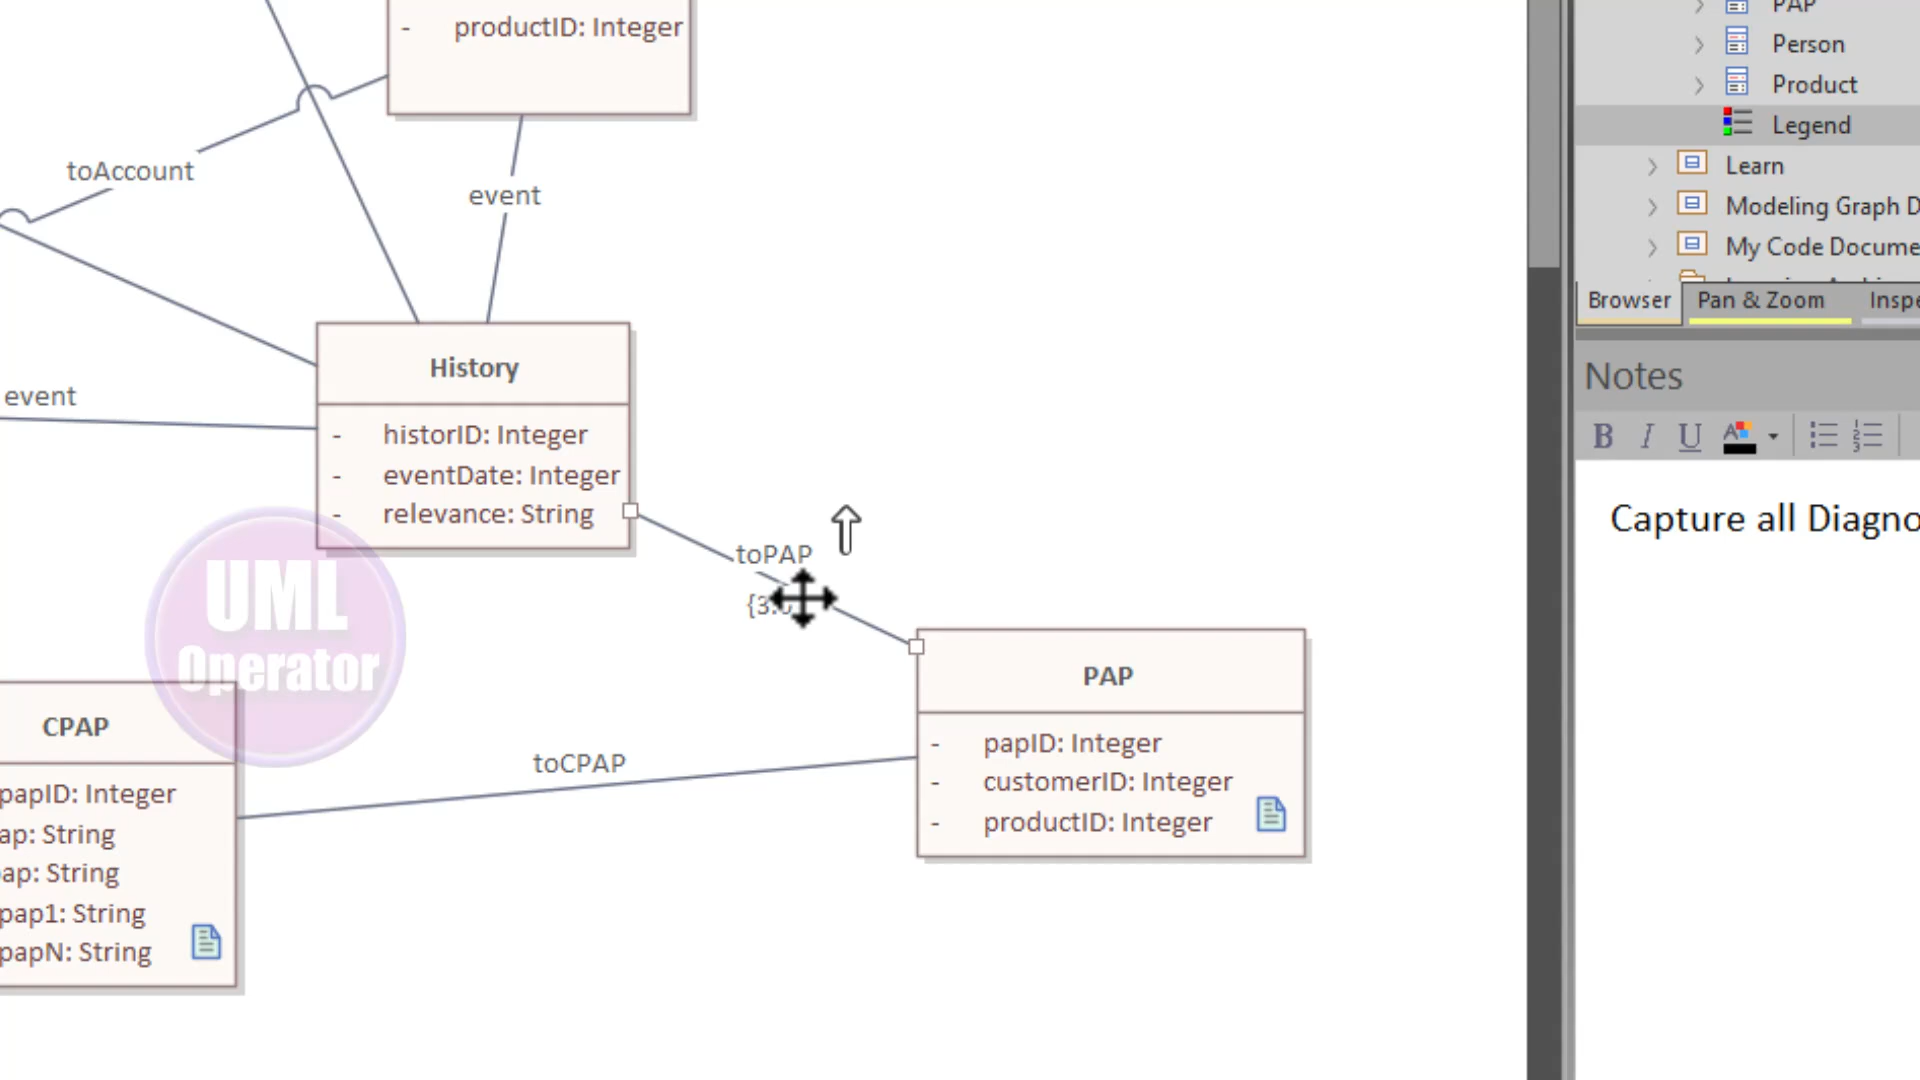 - productID: Integer
toAccount
event
History
event
- historID: Integer
- eventDate: Integer
- relevance: String
toPAP
UML
Operator
PAP
CPAP
toCPAP
- papID: Integer
- customerID: Integer
- productID: Integer
papID: Integer
ap: String
ap: String
pap1: String
papN: String
PAP
Person
Product
Legend
Learn
Modeling Graph D
My Code Docume
Browser
Pan & Zoom
Inspe
Notes
B I U A
Capture all Diagno